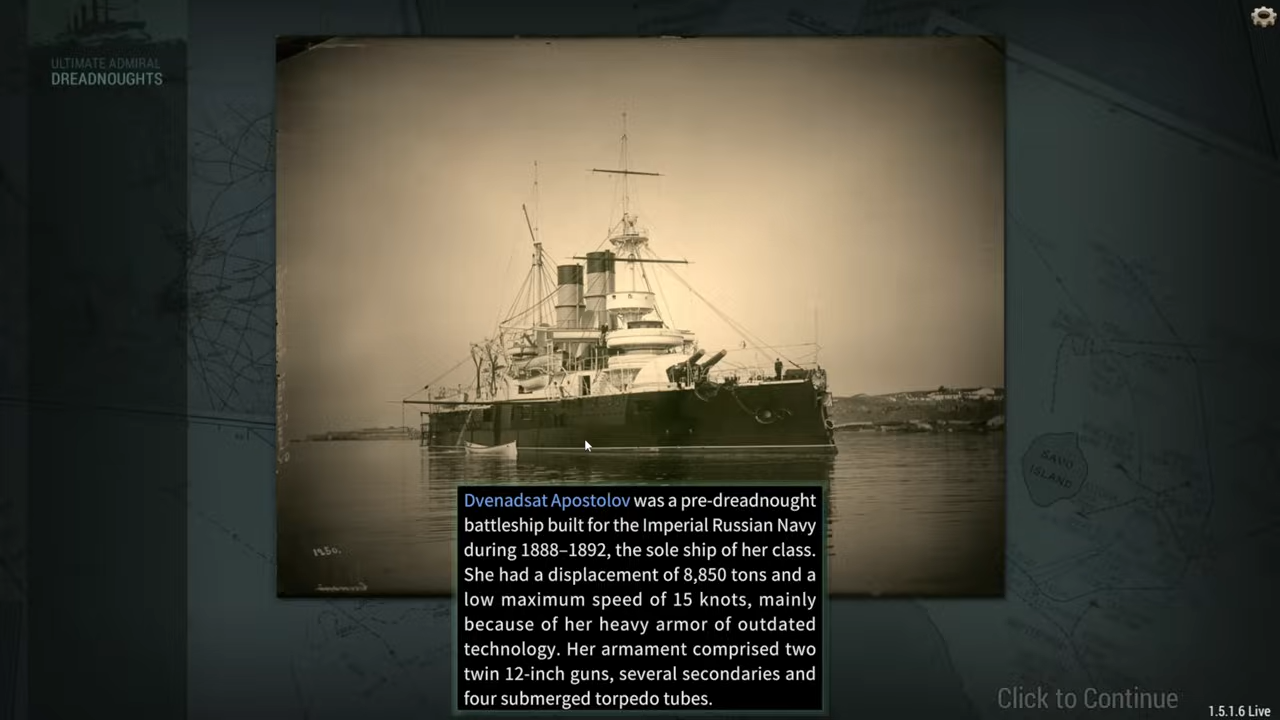 ULTIMATE ADMIRAL
DREADNOUGHTS
SAVO
ISLAND
1250.
Dvenadsat Apostolov was a pre-dreadnought
battleship built for the Imperial Russian Navy
during 1888–1892, the sole ship of her class.
She had a displacement of 8,850 tons and a
low maximum speed of 15 knots, mainly
because of her heavy armor of outdated
technology. Her armament comprised two
twin 12-inch guns, several secondaries and
four submerged torpedo tubes.
Click to Continue
1.5.1.6 Live